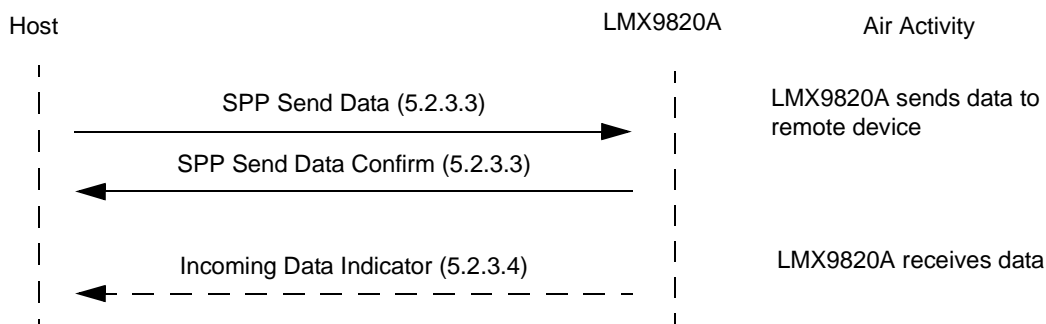 Host
LMX9820A
Air Activity
SPP Send Data (5.2.3.3)
LMX9820A sends data to
remote device
SPP Send Data Confirm (5.2.3.3)
Incoming Data Indicator (5.2.3.4)
LMX9820A receives data